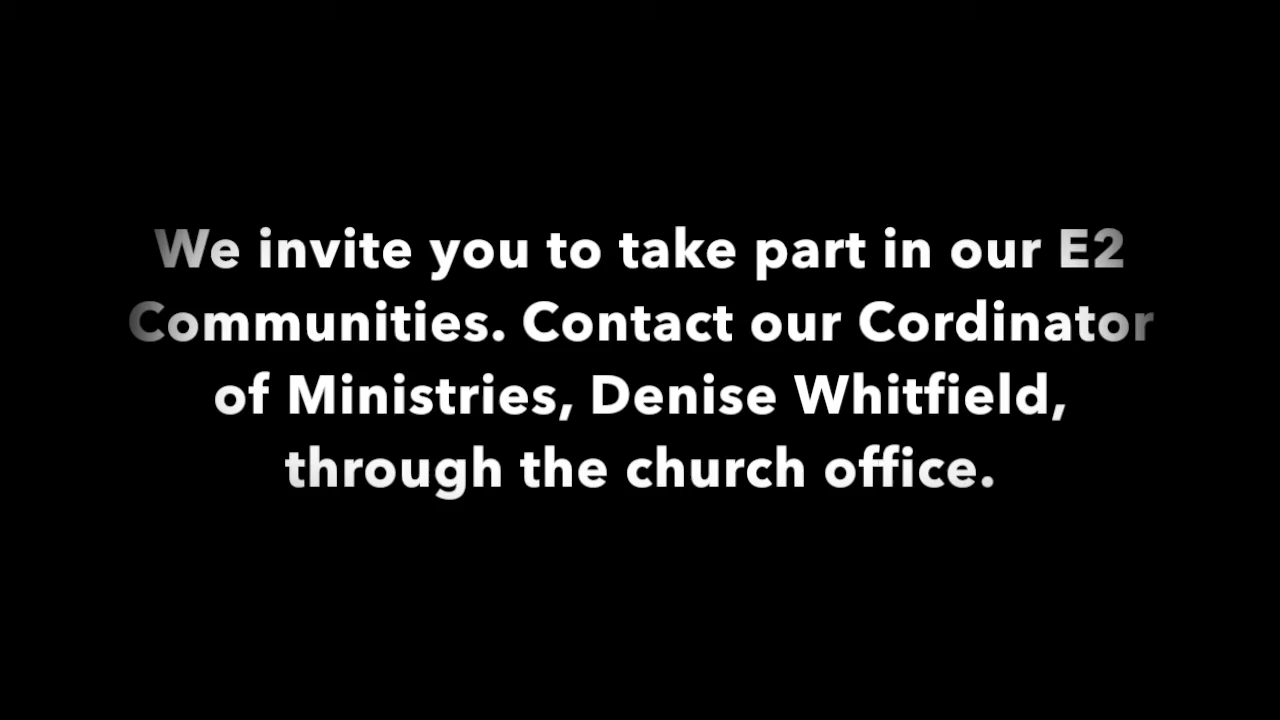 We invite you to take part in our E2
Communities. Contact our Cordinator
of Ministries, Denise Whitfield,
through the church office.